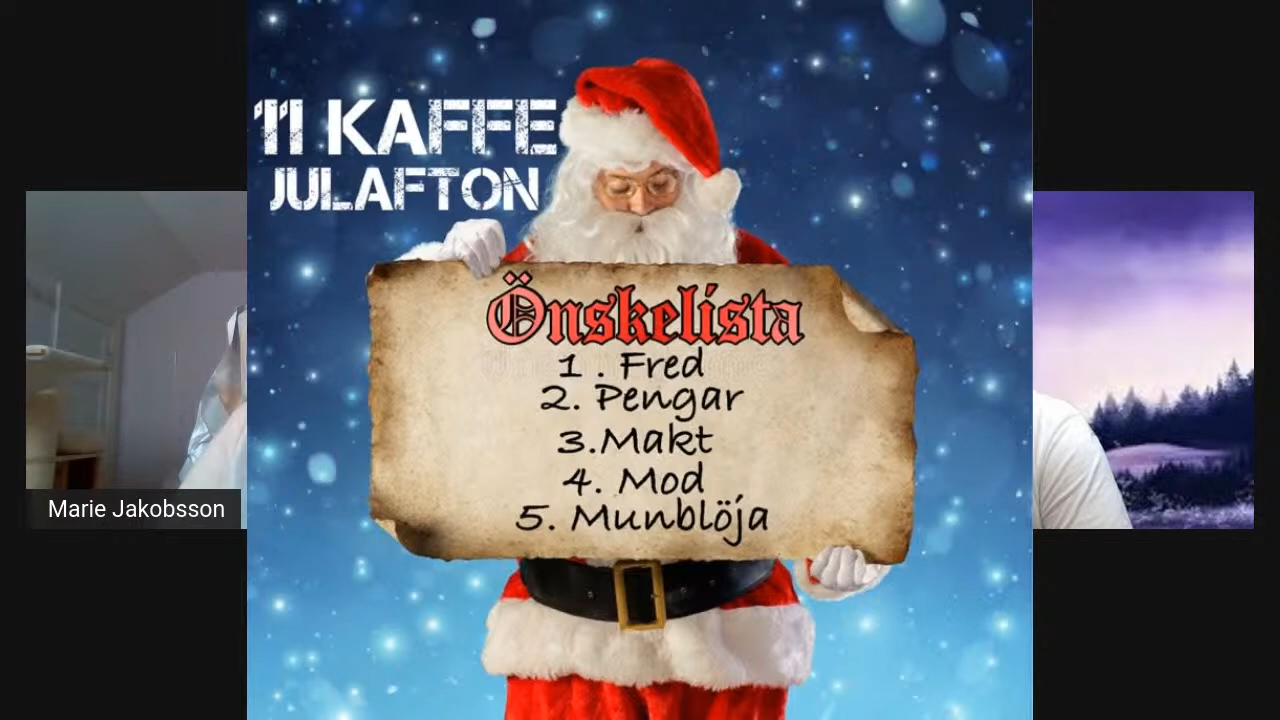 11 KAFFE
JULAFTON
Önskelista
1 . Fred
2. Pengar
3.Makt
4. Mod
5. Munblöja
Marie Jakobsson